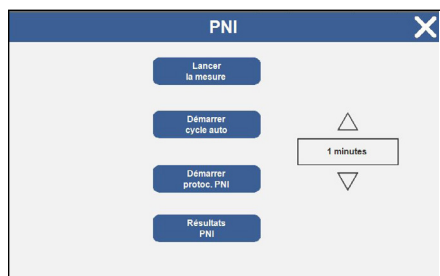 PNI
Lancer
la mesure
Démarrer
cycle auto
1 minutes
Démarrer
protoc. PNI
Résultats
PNI